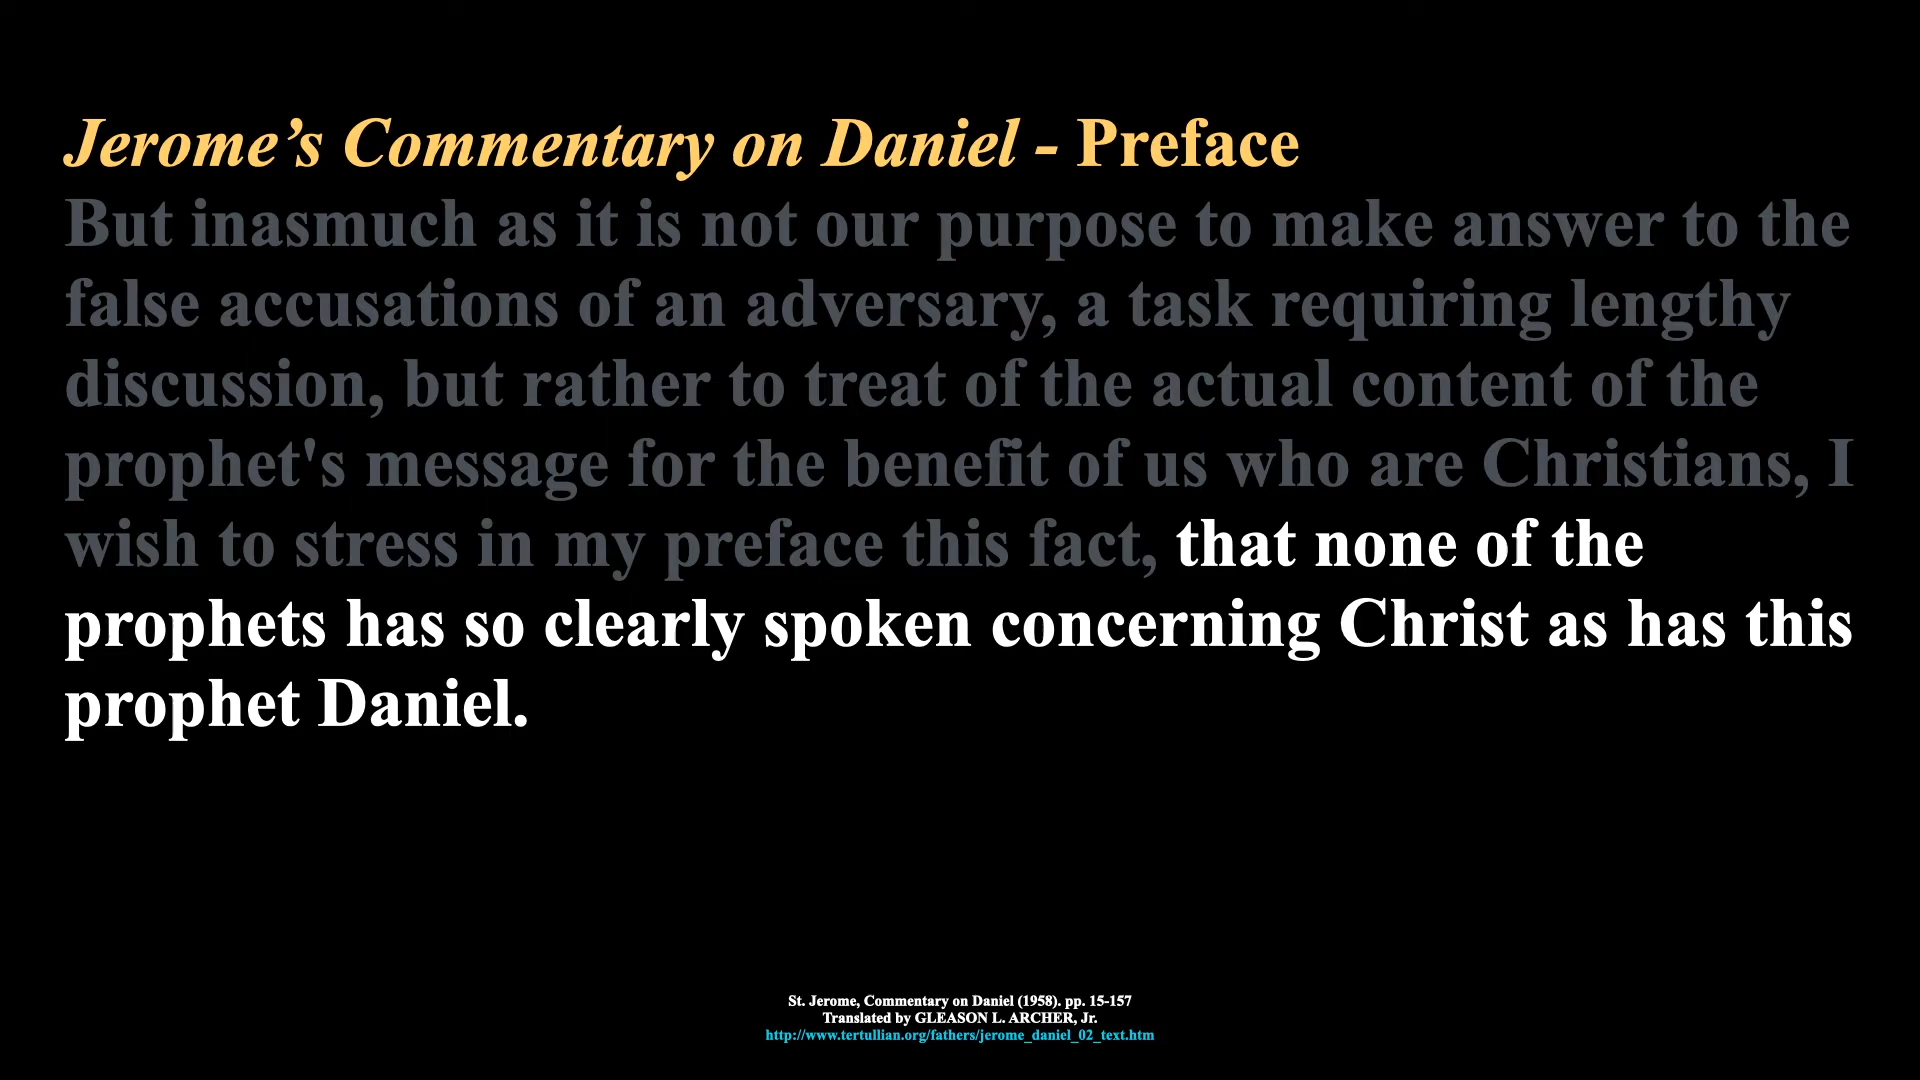 Jerome’s Commentary on Daniel - Preface
But inasmuch as it is not our purpose to make answer to the
false accusations of an adversary, a task requiring lengthy
discussion, but rather to treat of the actual content of the
prophet's message for the benefit of us who are Christians, I
wish to stress in my preface this fact, that none of the
prophets has so clearly spoken concerning Christ as has this
prophet Daniel.
St. Jerome, Commentary on Daniel (1958). pp. 15-157
Translated by GLEASON L. ARCHER, Jr.
http://www.tertullian.org/fathers/jerome_daniel_02_text.htm